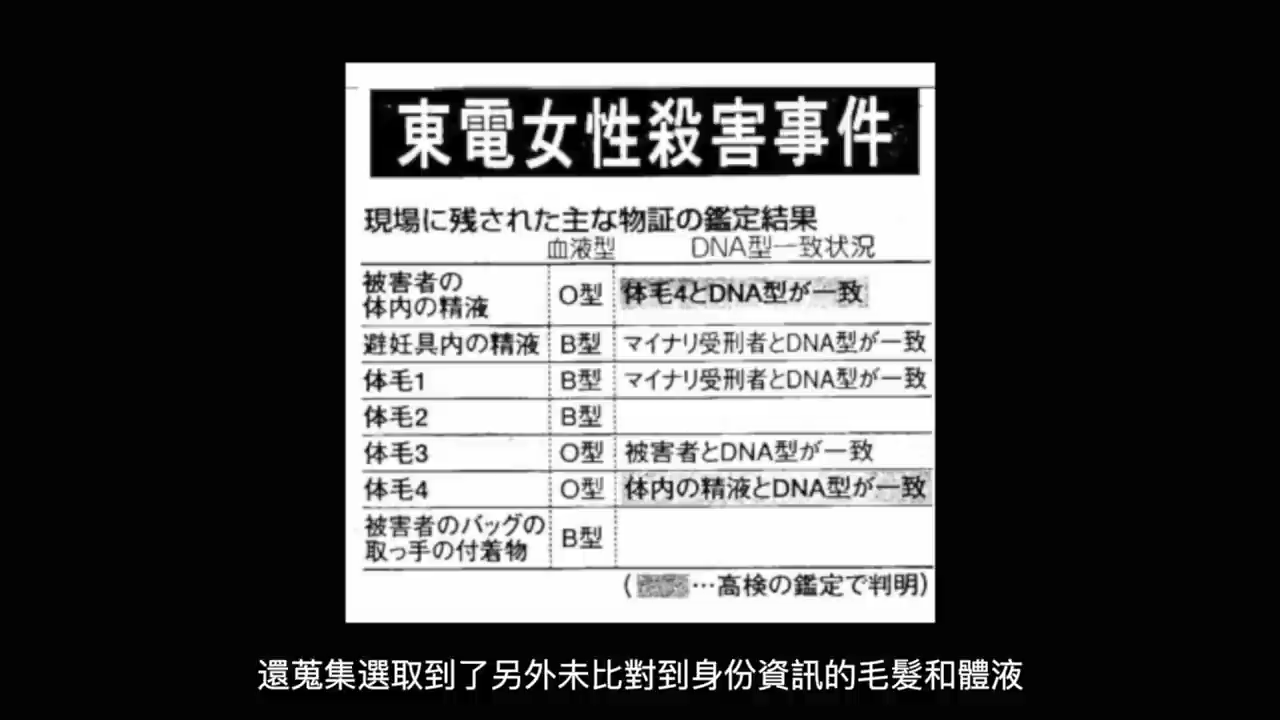 東電女性殺害事件
現場に残された主な物証の鑑定結果
血液型 DNA型一致状況
被害者の
体内の精液 O型 体毛4とDNA型が一致
避妊具内の精液 B型 マイナリ受刑者とDNA型が一致
体毛1 B型 マイナリ受刑者とDNA型が一致
体毛2 B型
体毛3 O型 被害者とDNA型が一致
体毛4 O型 体内の精液とDNA型が一致
被害者のバッグの
取っ手の付着物 B型
(…高検の鑑定で判明)
還蒐集選取到了另外未比對到身份資訊的毛髮和體液